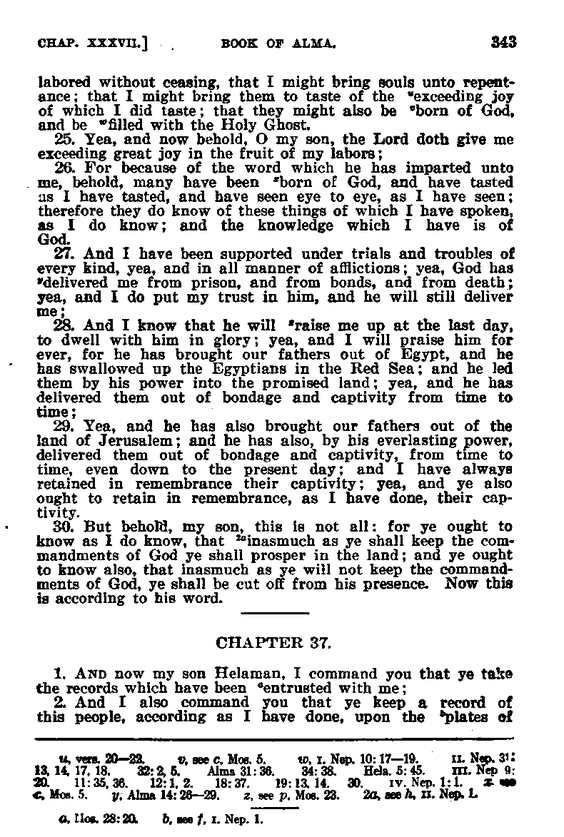 CHAP. XXXVII.] BOOK OF ALMA. 343
labored without ceasing, that I might bring souls unto repent-
ance; that I might bring them to taste of the ᵘexceeding joy
of which I did taste; that they might also be ᵛborn of God,
and be ʷfilled with the Holy Ghost.
25. Yea, and now behold, O my son, the Lord doth give me
exceeding great joy in the fruit of my labors;
26. For because of the word which he has imparted unto
me, behold, many have been ˣborn of God, and have tasted
as I have tasted, and have seen eye to eye, as I have seen;
therefore they do know of these things of which I have spoken,
as I do know; and the knowledge which I have is of
God.
27. And I have been supported under trials and troubles of
every kind, yea, and in all manner of afflictions; yea, God has
ʸdelivered me from prison, and from bonds, and from death;
yea, and I do put my trust in him, and he will still deliver
me;
28. And I know that he will ᶻraise me up at the last day,
to dwell with him in glory; yea, and I will praise him for
ever, for he has brought our fathers out of Egypt, and he
has swallowed up the Egyptians in the Red Sea; and he led
them by his power into the promised land; yea, and he has
delivered them out of bondage and captivity from time to
time;
29. Yea, and he has also brought our fathers out of the
land of Jerusalem; and he has also, by his everlasting power,
delivered them out of bondage and captivity, from time to
time, even down to the present day; and I have always
retained in remembrance their captivity; yea, and ye also
ought to retain in remembrance, as I have done, their cap-
tivity.
30. But behold, my son, this is not all: for ye ought to
know as I do know, that ²ᵃinasmuch as ye shall keep the com-
mandments of God ye shall prosper in the land; and ye ought
to know also, that inasmuch as ye will not keep the command-
ments of God, ye shall be cut off from his presence. Now this
is according to his word.
CHAPTER 37.
1. AND now my son Helaman, I command you that ye take
the records which have been ᵃentrusted with me;
2. And I also command you that ye keep a record of
this people, according as I have done, upon the ᵇplates of
u, vers. 20—22. v, see c, Mos. 5. w, I. Nep. 10: 17—19. II. Nep. 31:
13, 14, 17, 18. 32: 2, 5. Alma 31: 36. 34: 38. Hela. 5: 45. III. Nep 9:
20. 11: 35, 36. 12: 1, 2. 18: 37. 19: 13, 14. 30. IV. Nep. 1: 1. x see
c, Mos. 5. y, Alma 14: 26—29. z, see p, Mos. 23. 2a, see h, II. Nep. 1.
a, Mos. 28: 20. b, see f, I. Nep. 1.